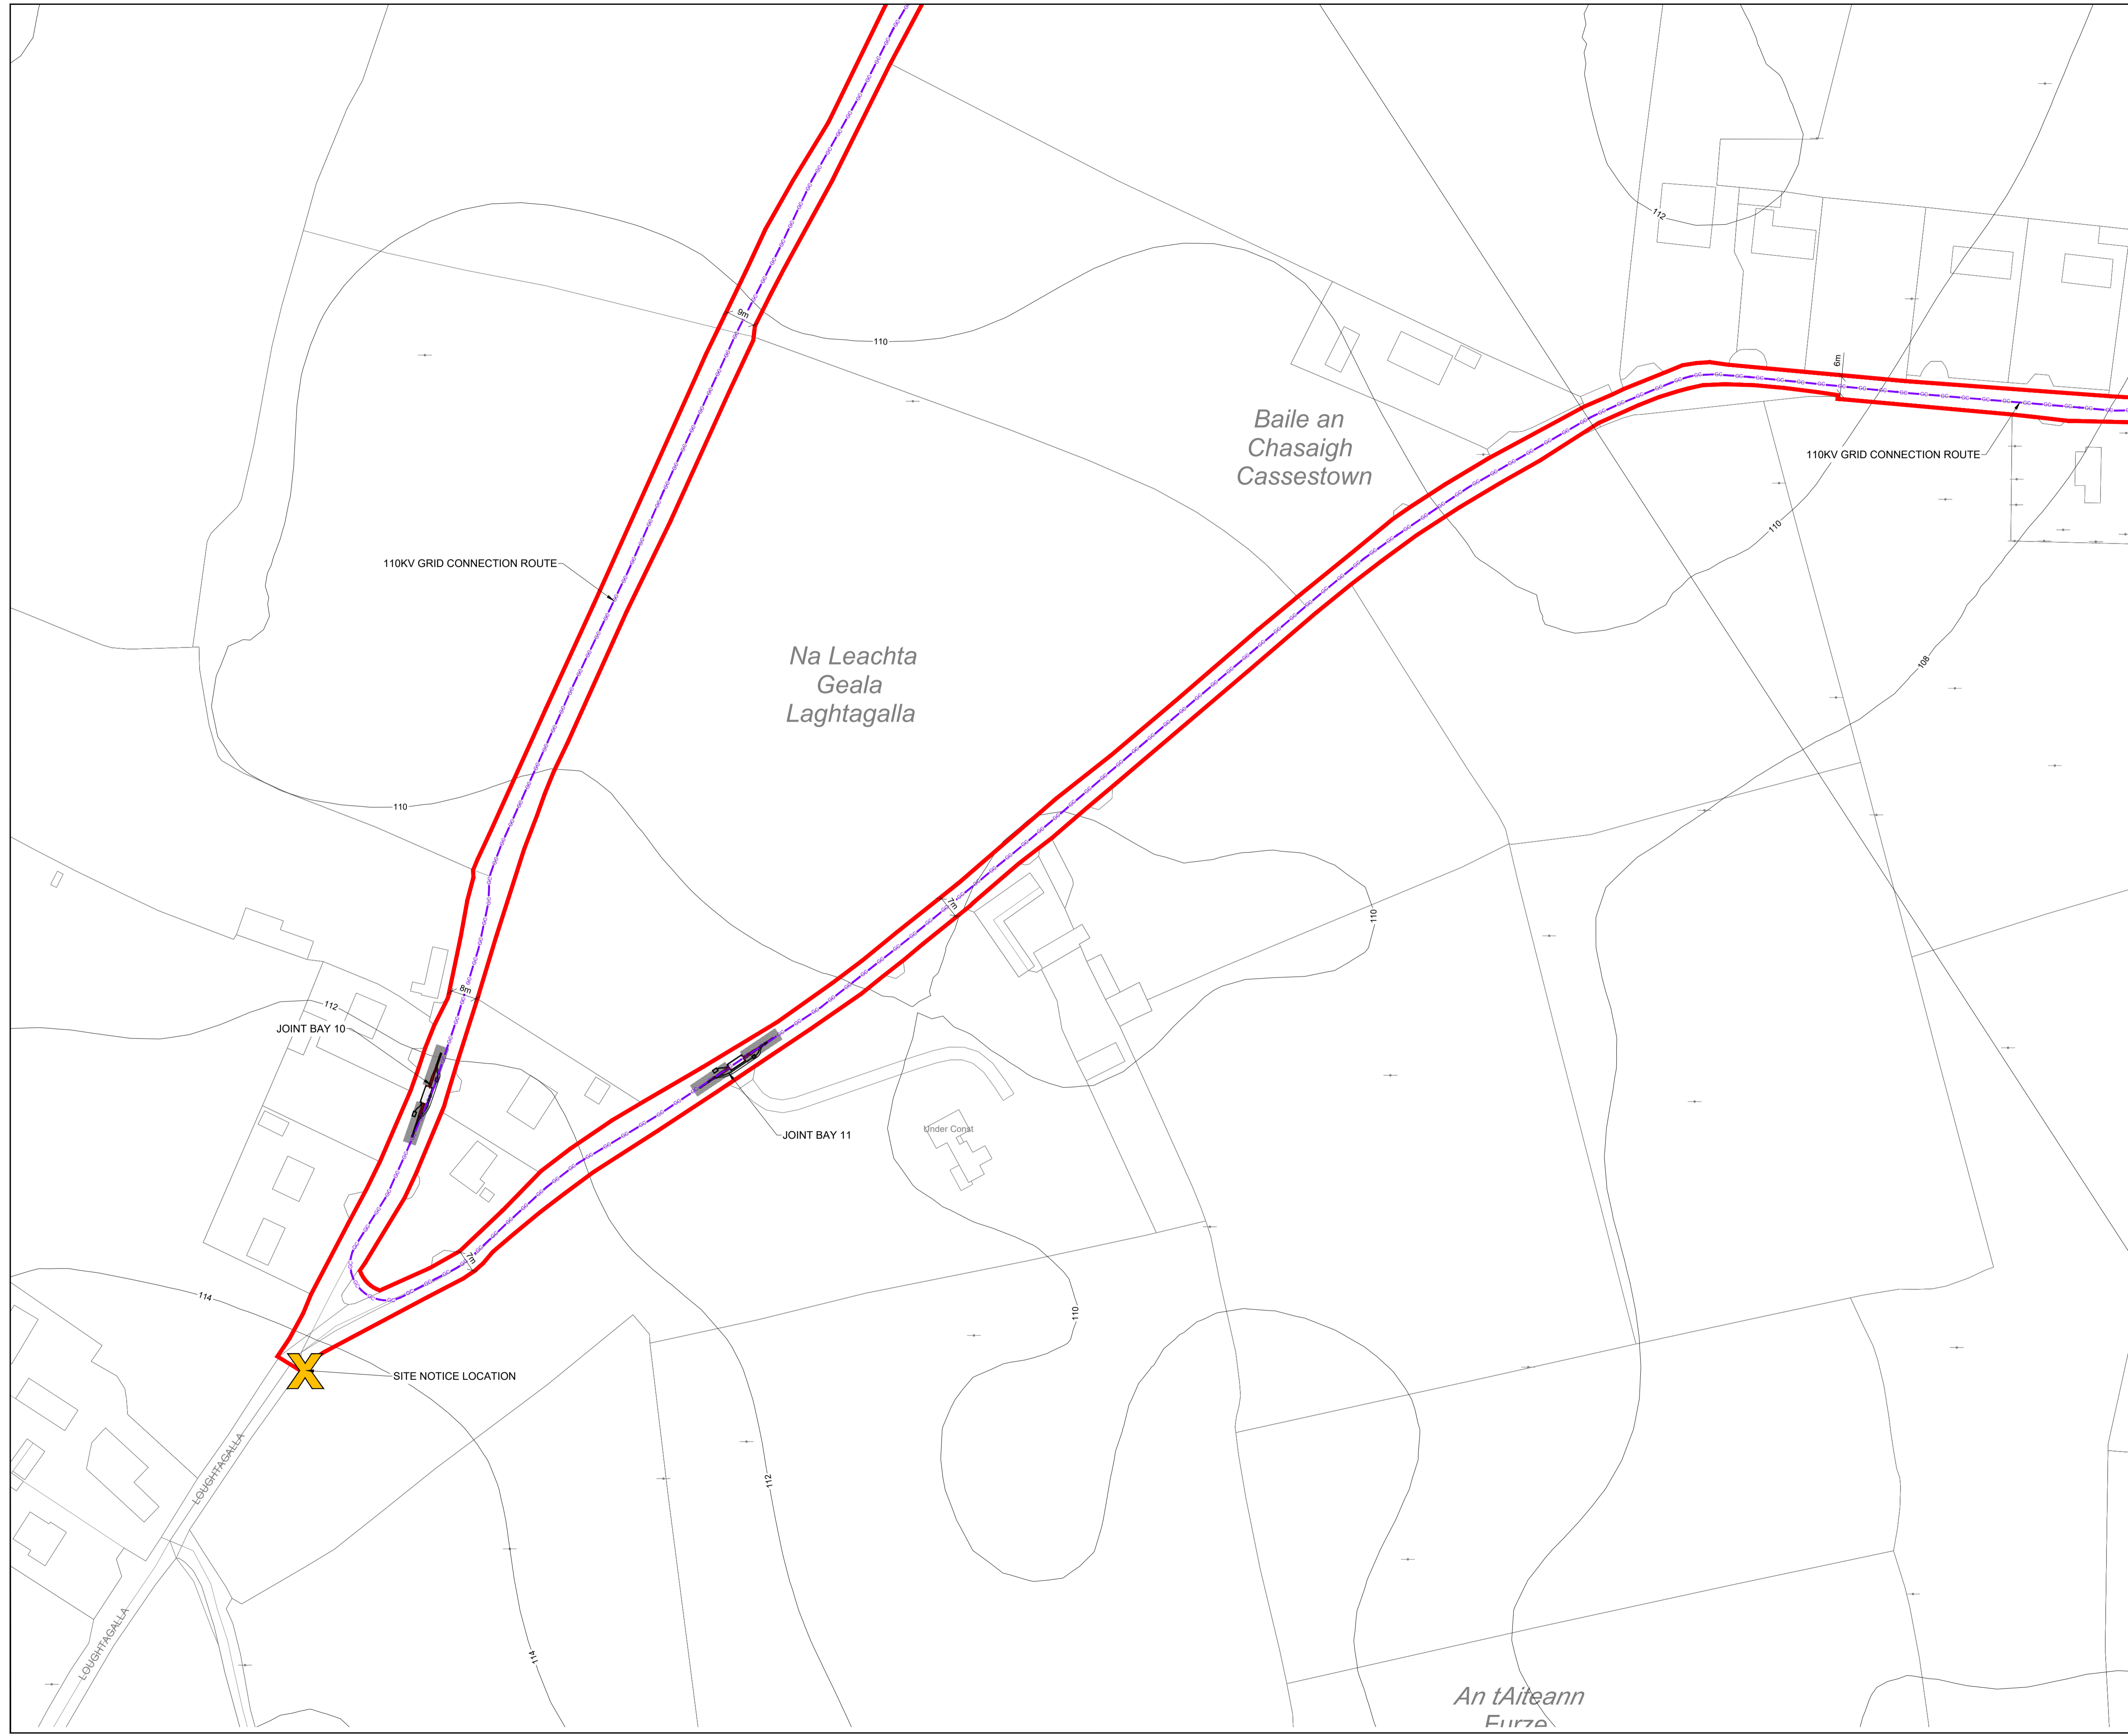 112
9m
110
6m
Baile an
Chasaigh
Cassestown
110KV GRID CONNECTION ROUTE
110
110KV GRID CONNECTION ROUTE
Na Leachta
Geala
Laghtagalla
108
110
7m
110
8m
112
JOINT BAY 10
Under Const
JOINT BAY 11
7m
114
110
SITE NOTICE LOCATION
LOUGHTAGALLA
112
LOUGHTAGALLA
114
An tAiteann
Furze